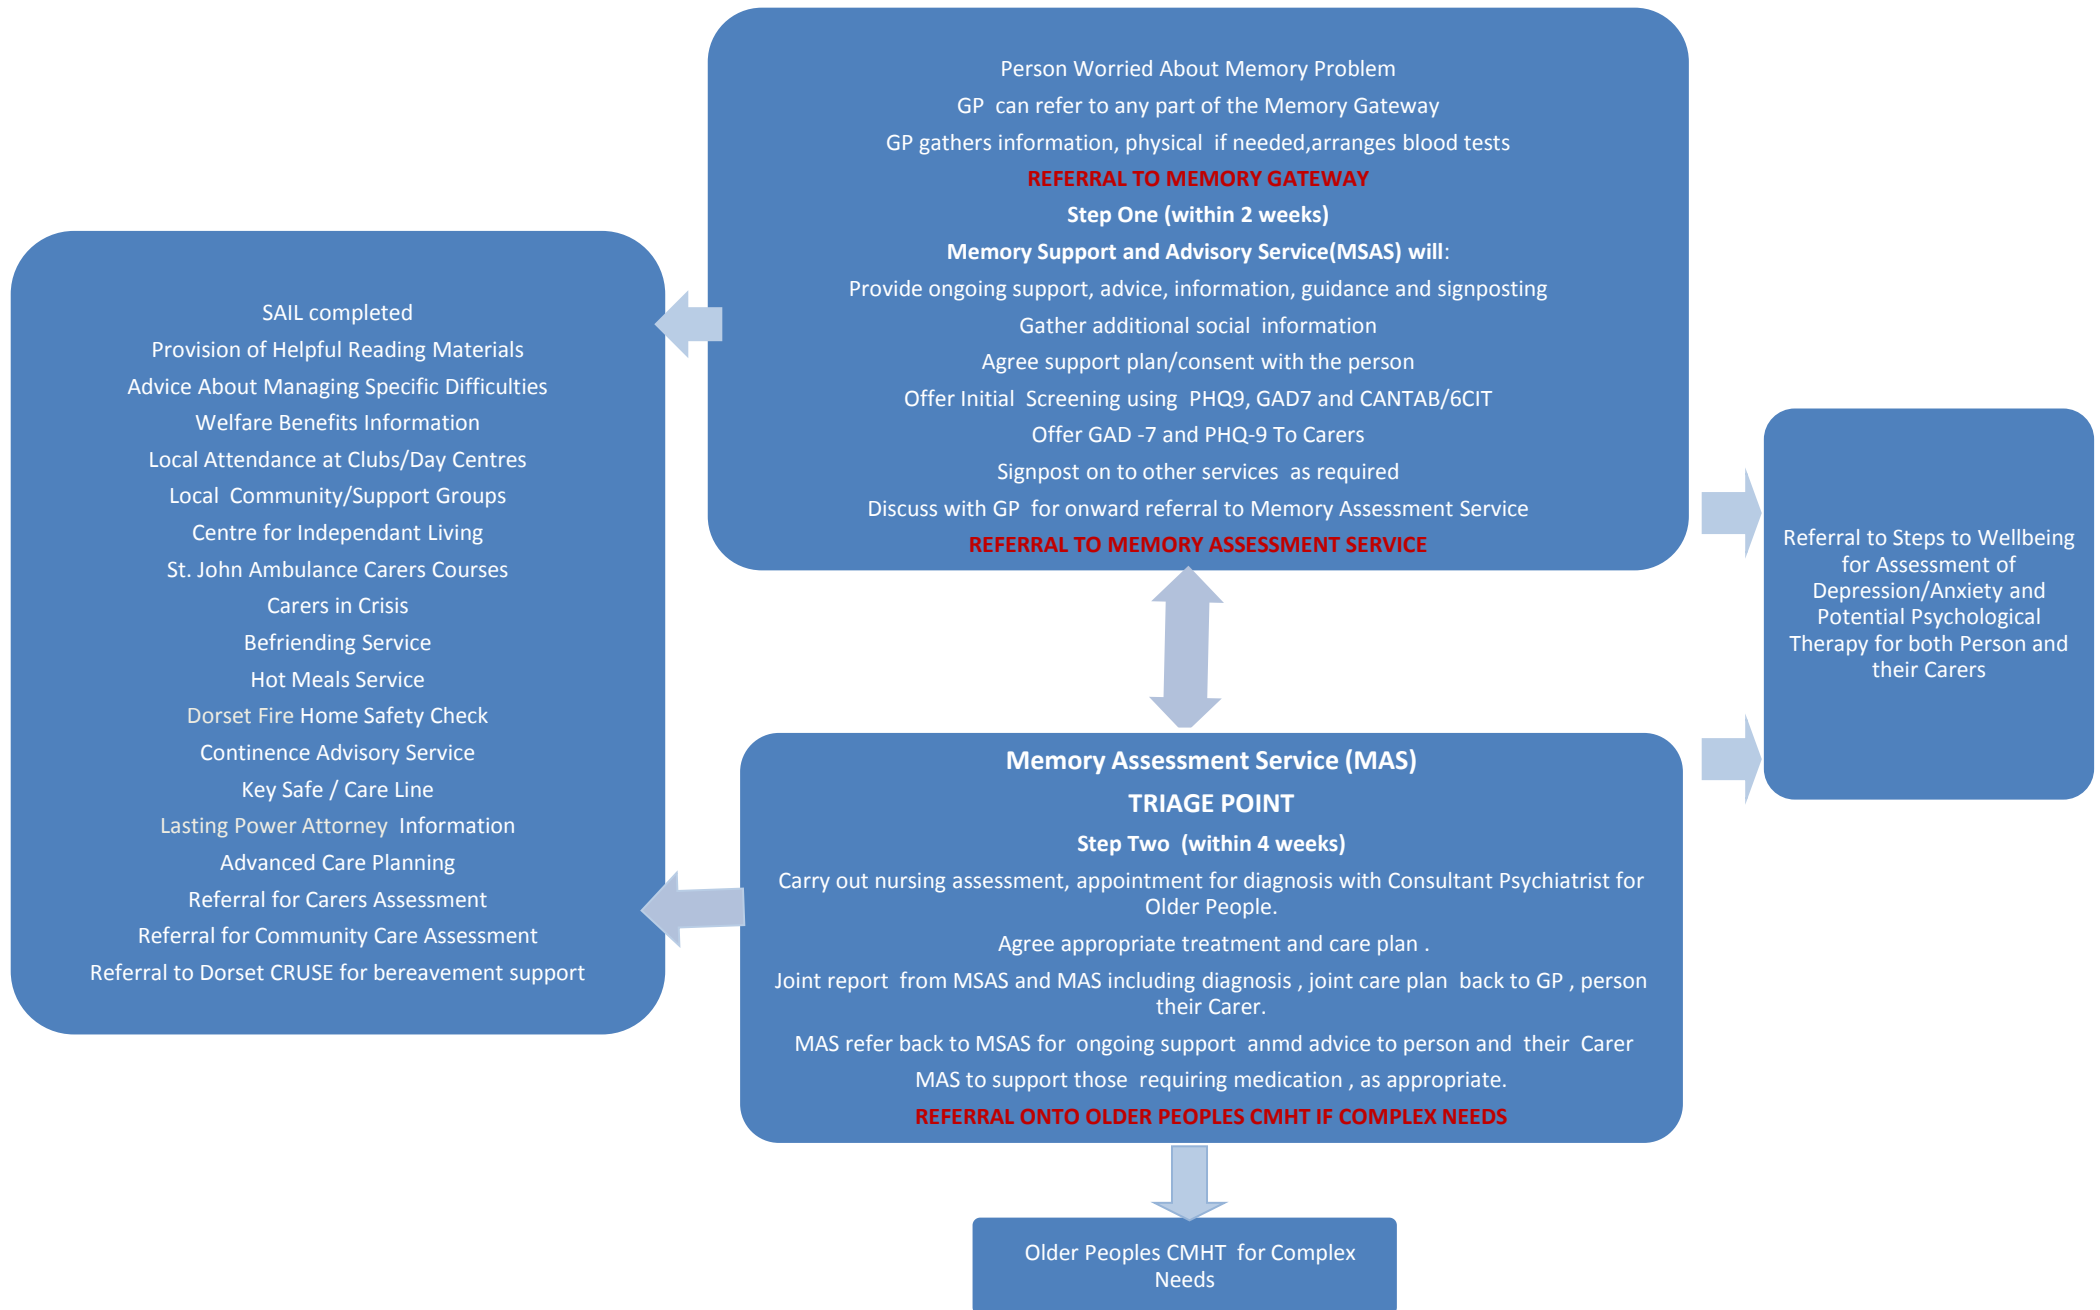 Person Worried About Memory Problem
GP can refer to any part of the Memory Gateway
GP gathers information, physical if needed,arranges blood tests
REFERRAL TO MEMORY GATEWAY
Step One (within 2 weeks)
Memory Support and Advisory Service(MSAS) will:
Provide ongoing support, advice, information, guidance and signposting
Gather additional social information
Agree support plan/consent with the person
Offer Initial Screening using PHQ9, GAD7 and CANTAB/6CIT
Offer GAD -7 and PHQ-9 To Carers
Signpost on to other services as required
Discuss with GP for onward referral to Memory Assessment Service
REFERRAL TO MEMORY ASSESSMENT SERVICE
SAIL completed
Provision of Helpful Reading Materials
Advice About Managing Specific Difficulties
Welfare Benefits Information
Local Attendance at Clubs/Day Centres
Local Community/Support Groups
Centre for Independant Living
St. John Ambulance Carers Courses
Carers in Crisis
Befriending Service
Hot Meals Service
Dorset Fire Home Safety Check
Continence Advisory Service
Key Safe / Care Line
Lasting Power Attorney Information
Advanced Care Planning
Referral for Carers Assessment
Referral for Community Care Assessment
Referral to Dorset CRUSE for bereavement support
Referral to Steps to Wellbeing
for Assessment of
Depression/Anxiety and
Potential Psychological
Therapy for both Person and
their Carers
Memory Assessment Service (MAS)
TRIAGE POINT
Step Two (within 4 weeks)
Carry out nursing assessment, appointment for diagnosis with Consultant Psychiatrist for
Older People.
Agree appropriate treatment and care plan .
Joint report from MSAS and MAS including diagnosis , joint care plan back to GP , person
their Carer.
MAS refer back to MSAS for ongoing support anmd advice to person and their Carer
MAS to support those requiring medication , as appropriate.
REFERRAL ONTO OLDER PEOPLES CMHT IF COMPLEX NEEDS
Older Peoples CMHT for Complex
Needs